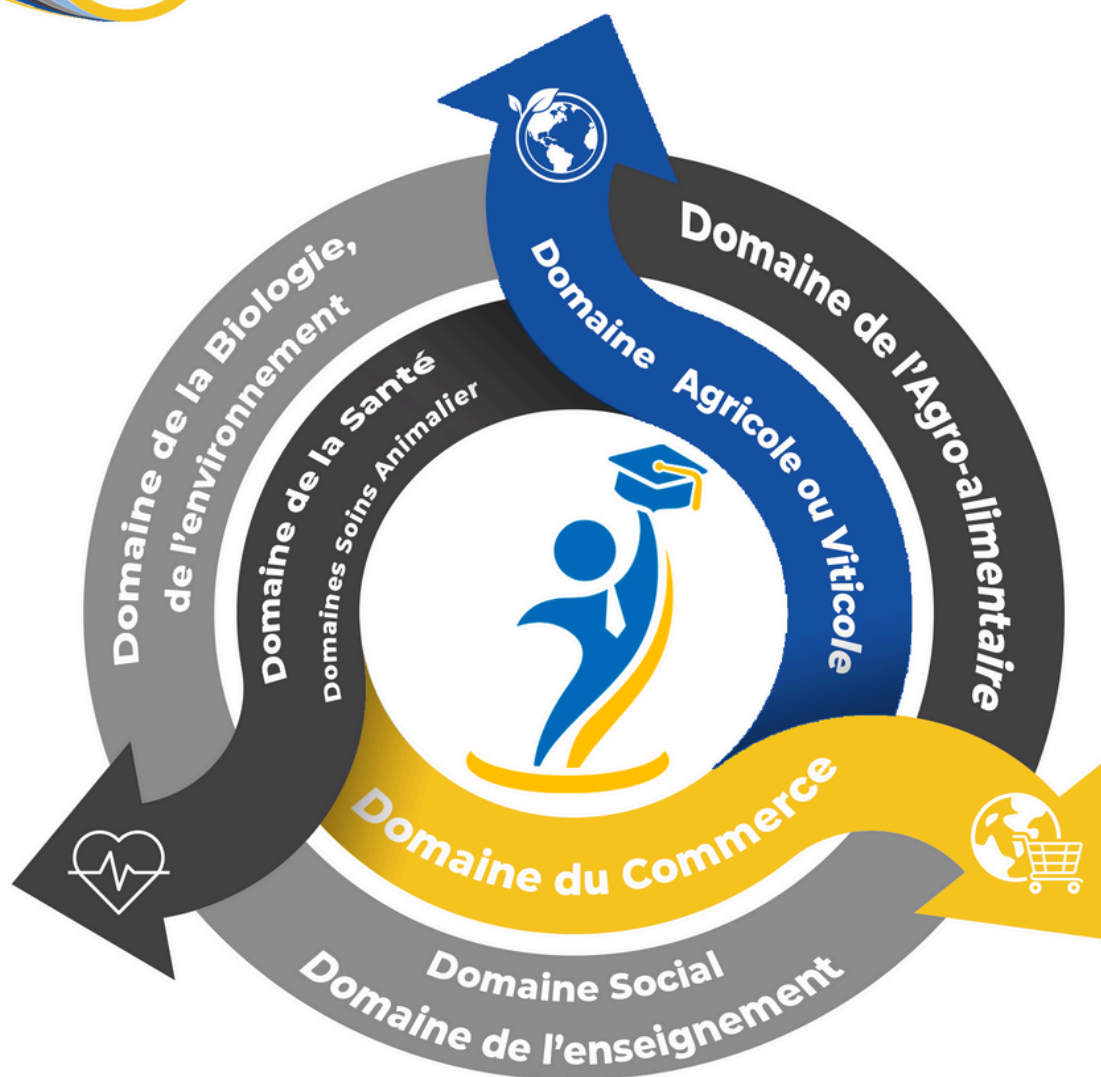 Domaine de la Biologie,
de l'environnement
Domaine de la Santé
Domaines Soins Animalier
Domaine Agricole ou Viticole
Domaine de l'Agro-alimentaire
Domaine du Commerce
Domaine Social
Domaine de l'enseignement